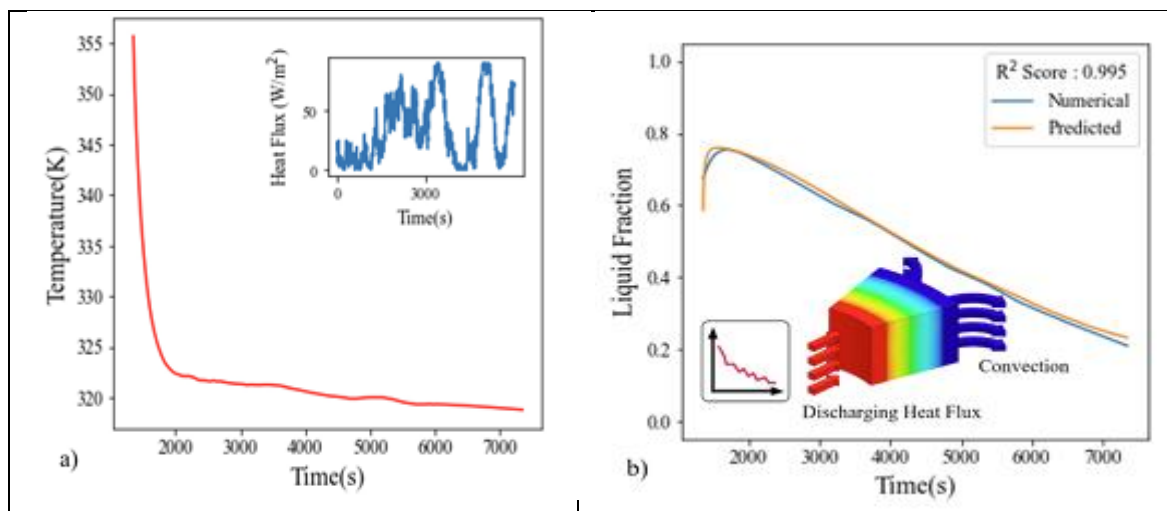 355
350
345
340
335
330
325
320
Temperature(K)
2000 3000 4000 5000 6000 7000
Time(s)
a)
Heat Flux (W/m²)
50
0
0 3000
Time(s)
1.0
0.8
0.6
0.4
0.2
0.0
Liquid Fraction
R² Score : 0.995
Numerical
Predicted
Convection
Discharging Heat Flux
2000 3000 4000 5000 6000 7000
Time(s)
b)